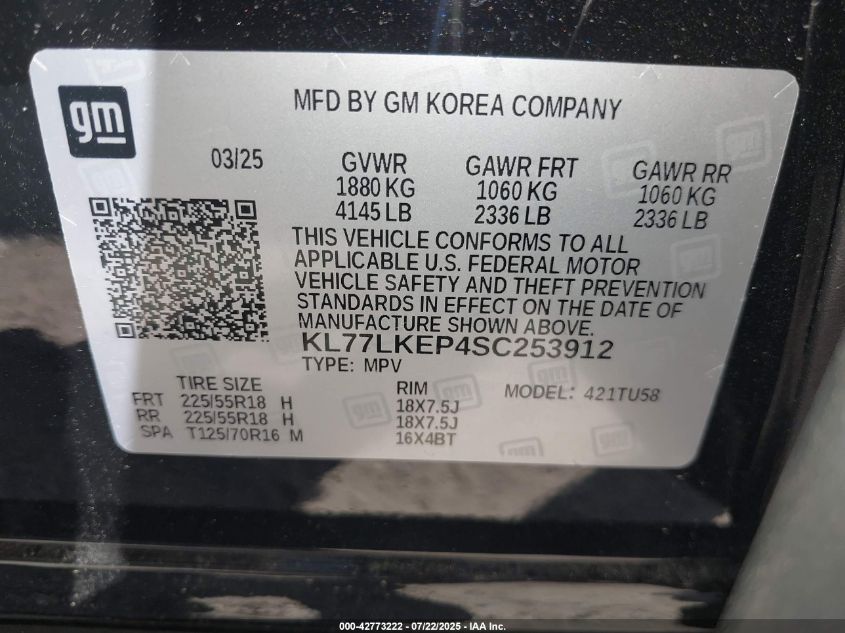 gm
MFD BY GM KOREA COMPANY
03/25 GVWR GAWR FRT GAWR RR
1880 KG 1060 KG 1060 KG
4145 LB 2336 LB 2336 LB
THIS VEHICLE CONFORMS TO ALL
APPLICABLE U.S. FEDERAL MOTOR
VEHICLE SAFETY AND THEFT PREVENTION
STANDARDS IN EFFECT ON THE DATE OF
MANUFACTURE SHOWN ABOVE.
KL77LKEP4SC253912
TYPE: MPV
TIRE SIZE RIM MODEL: 421TU58
FRT 225/55R18 H 18X7.5J
RR 225/55R18 H 18X7.5J
SPA T125/70R16 M 16X4BT
000-42773222 - 07/22/2025 - IAA Inc.